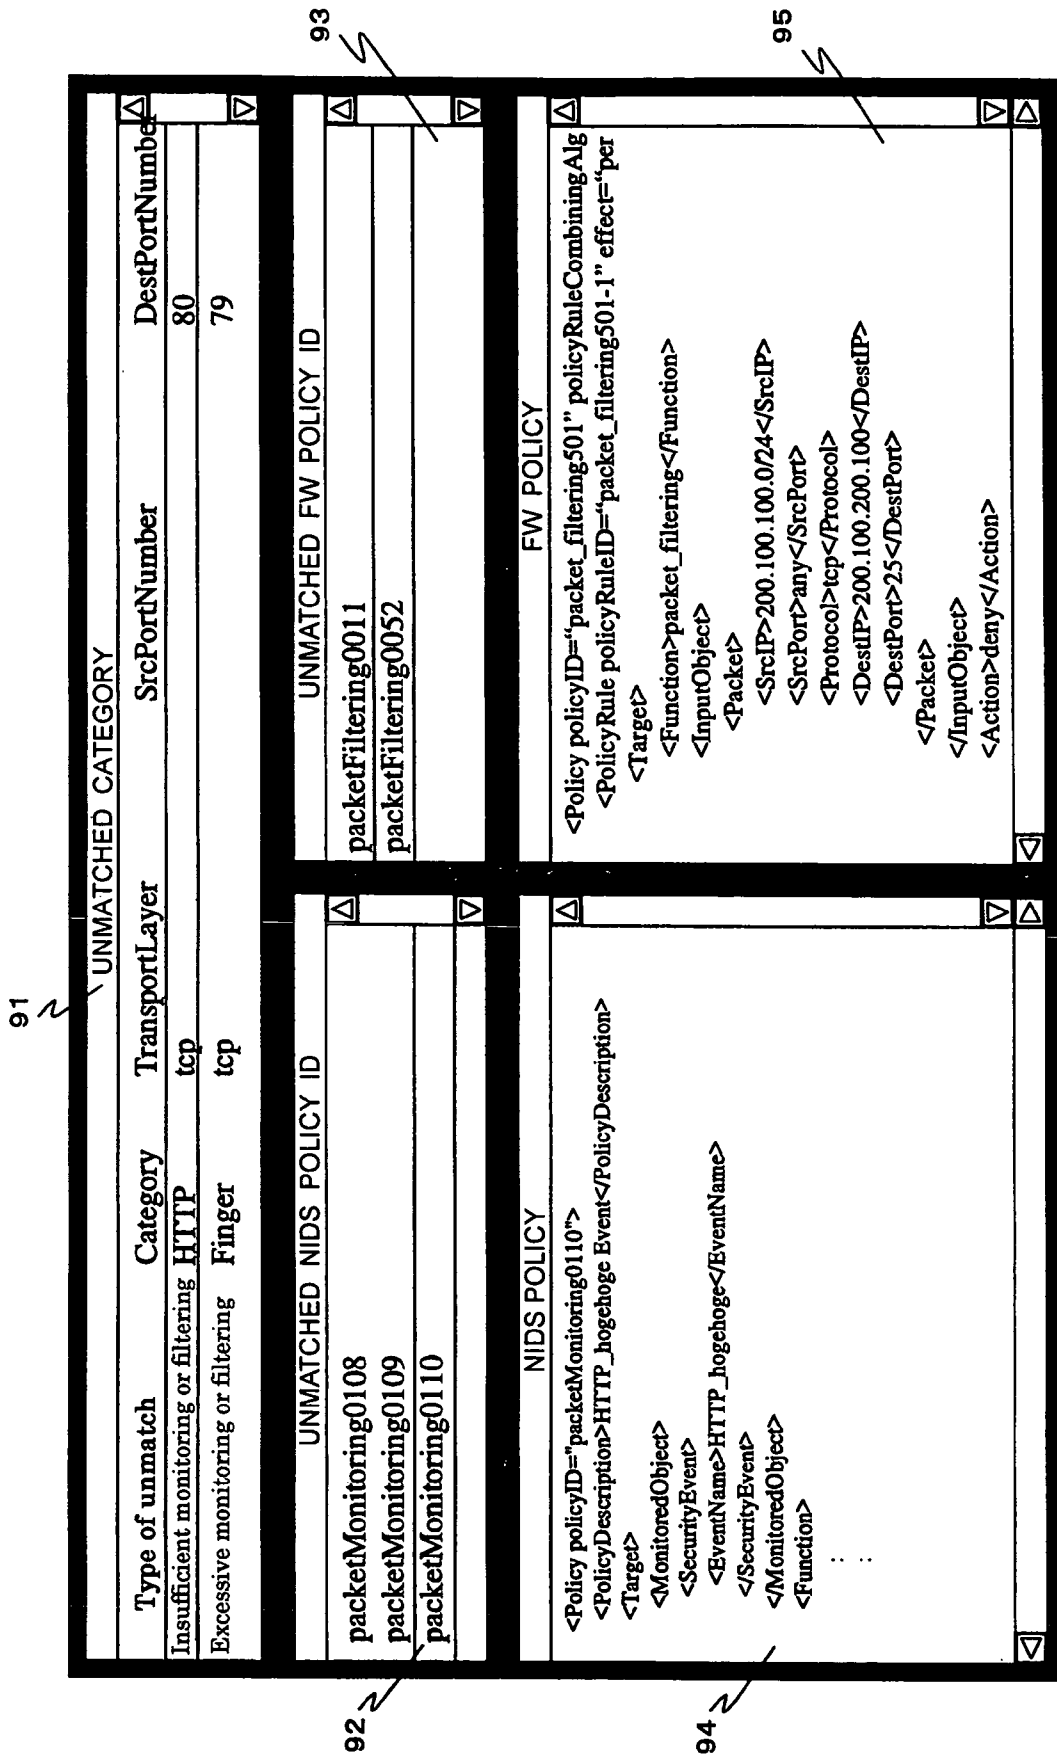 91
UNMATCHED CATEGORY
Type of unmatch Category TransportLayer SrcPortNumber DestPortNumber
Insufficient monitoring or filtering HTTP tcp 80
Excessive monitoring or filtering Finger tcp 79
92
UNMATCHED NIDS POLICY ID
packetMonitoring0108
packetMonitoring0109
packetMonitoring0110
93
UNMATCHED FW POLICY ID
packetFiltering0011
packetFiltering0052
94
NIDS POLICY
<Policy policyID="packetMonitoring0110">
<PolicyDescription>HTTP_hogehoge Event</PolicyDescription>
<Target>
<MonitoredObject>
<SecurityEvent>
<EventName>HTTP_hogehoge</EventName>
</SecurityEvent>
</MonitoredObject>
<Function>
:
:
95
FW POLICY
<Policy policyID="packet_filtering501" policyRuleCombiningAlg
<PolicyRule policyRuleID="packet_filtering501-1" effect="per
<Target>
<Function>packet_filtering</Function>
<InputObject>
<Packet>
<SrcIP>200.100.100.0/24</SrcIP>
<SrcPort>any</SrcPort>
<Protocol>tcp</Protocol>
<DestIP>200.100.200.100</DestIP>
<DestPort>25</DestPort>
</Packet>
</InputObject>
<Action>deny</Action>